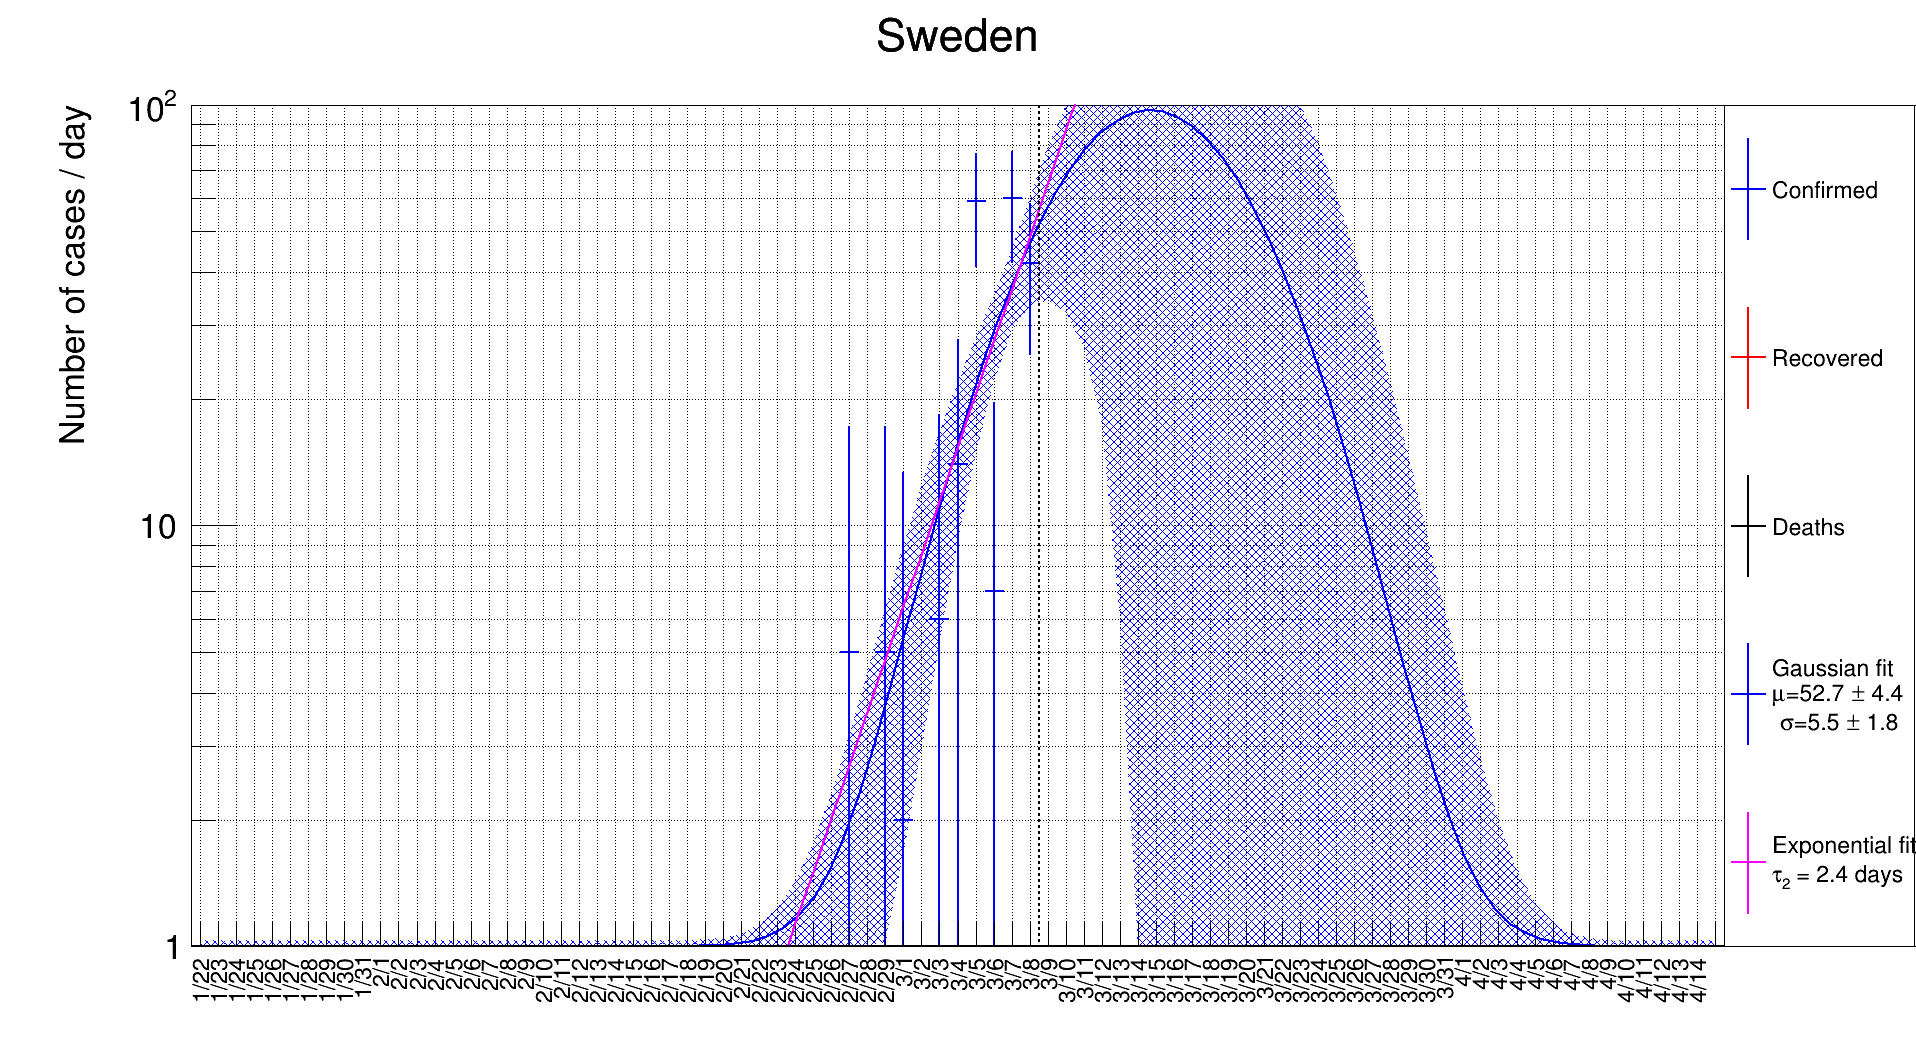 Sweden
Number of cases / day
10²
10
1
1/22 1/23 1/24 1/25 1/26 1/27 1/28 1/29 1/30 1/31 2/1 2/2 2/3 2/4 2/5 2/6 2/7 2/8 2/9 2/10 2/11 2/12 2/13 2/14 2/15 2/16 2/17 2/18 2/19 2/20 2/21 2/22 2/23 2/24 2/25 2/26 2/27 2/28 2/29 3/1 3/2 3/3 3/4 3/5 3/6 3/7 3/8 3/9 3/10 3/11 3/12 3/13 3/14 3/15 3/16 3/17 3/18 3/19 3/20 3/21 3/22 3/23 3/24 3/25 3/26 3/27 3/28 3/29 3/30 3/31 4/1 4/2 4/3 4/4 4/5 4/6 4/7 4/8 4/9 4/10 4/11 4/12 4/13 4/14
Confirmed
Recovered
Deaths
Gaussian fit
μ=52.7 ± 4.4
σ=5.5 ± 1.8
Exponential fit
τ₂ = 2.4 days